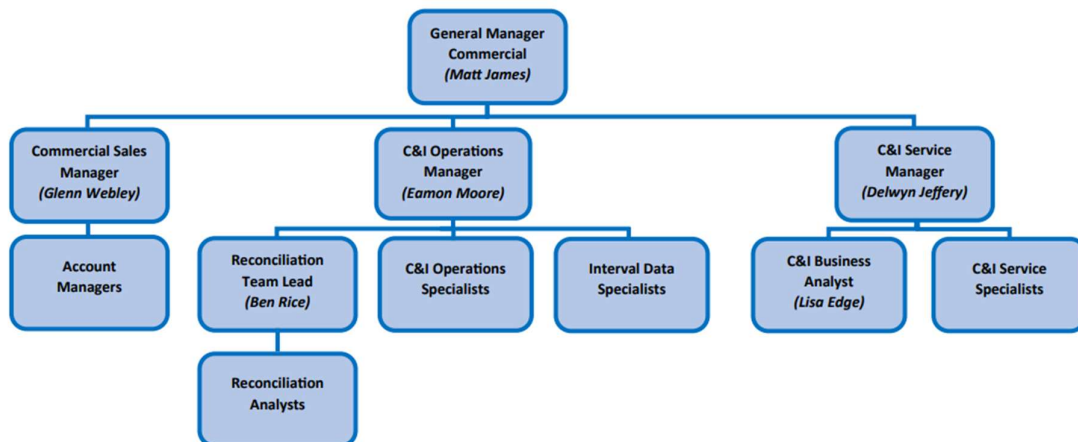 General Manager
Commercial
(Matt James)
Commercial Sales
Manager
(Glenn Webley)
C&I Operations
Manager
(Eamon Moore)
C&I Service
Manager
(Delwyn Jeffery)
Account
Managers
Reconciliation
Team Lead
(Ben Rice)
C&I Operations
Specialists
Interval Data
Specialists
C&I Business
Analyst
(Lisa Edge)
C&I Service
Specialists
Reconciliation
Analysts